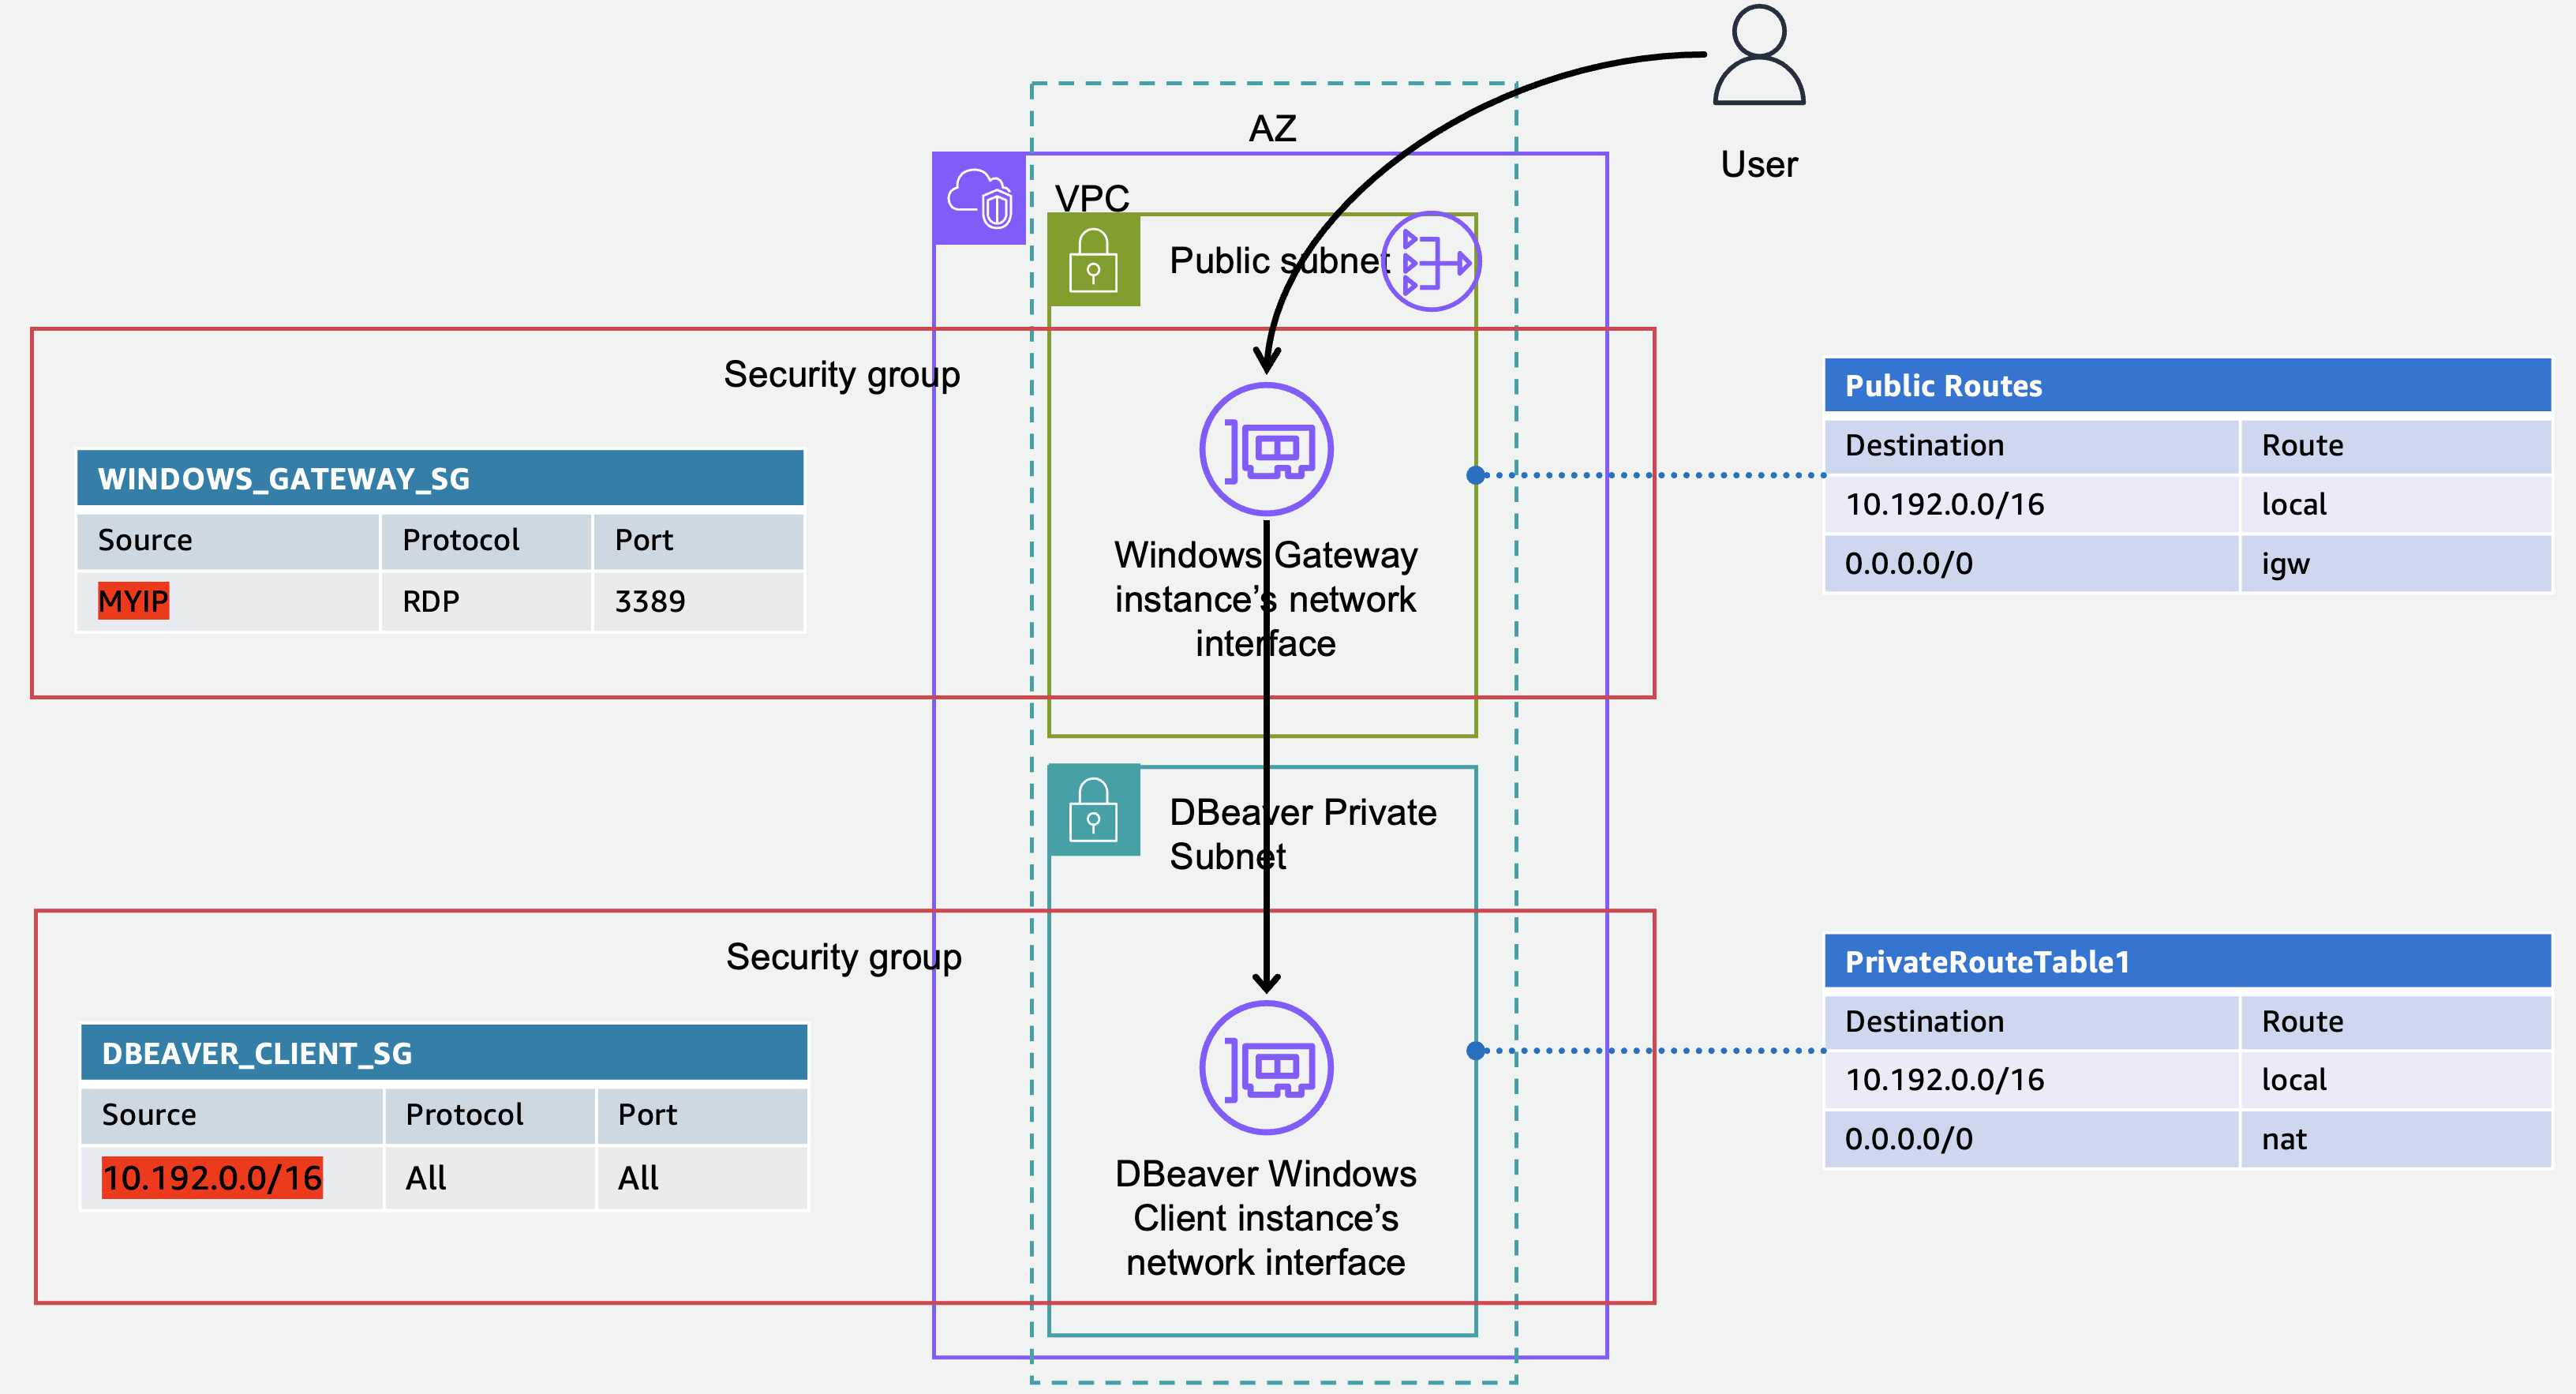 AZ
User
VPC
Public subnet
Security group
WINDOWS_GATEWAY_SG
Source Protocol Port
MYIP RDP 3389
Windows Gateway
instance’s network
interface
Public Routes
Destination Route
10.192.0.0/16 local
0.0.0.0/0 igw
DBeaver Private
Subnet
Security group
DBEAVER_CLIENT_SG
Source Protocol Port
10.192.0.0/16 All All
DBeaver Windows
Client instance’s
network interface
PrivateRouteTable1
Destination Route
10.192.0.0/16 local
0.0.0.0/0 nat